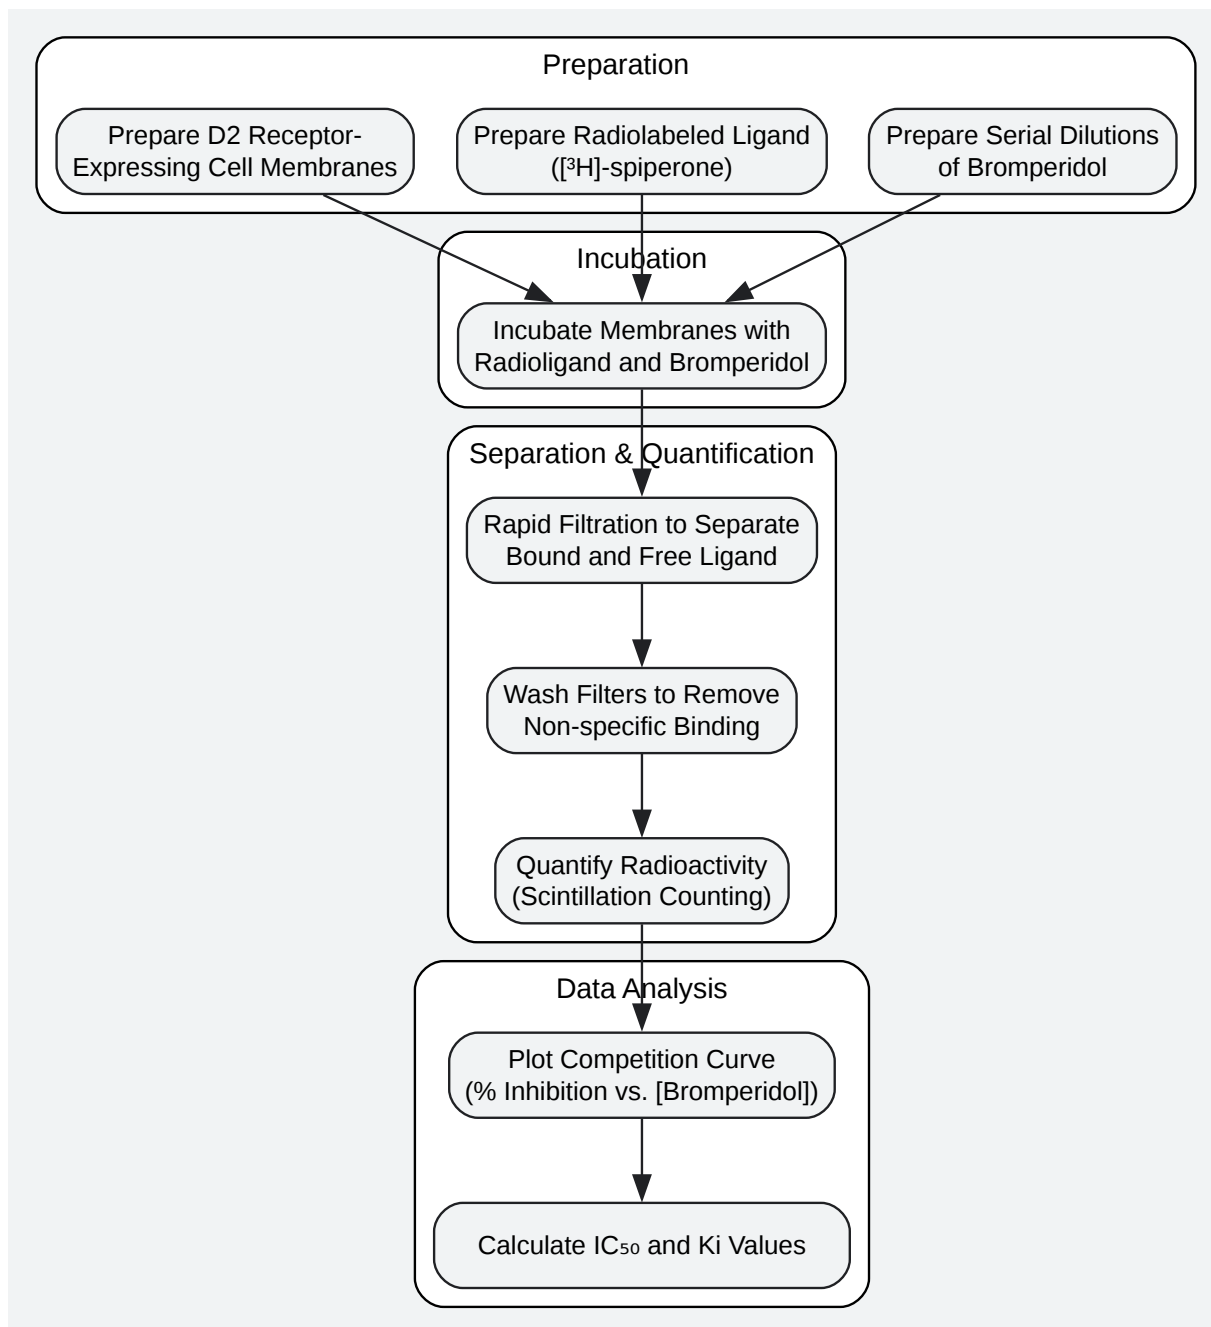 Preparation
Prepare D2 Receptor-
Expressing Cell Membranes
Prepare Radiolabeled Ligand
([³H]-spiperone)
Prepare Serial Dilutions
of Bromperidol
Incubation
Incubate Membranes with
Radioligand and Bromperidol
Separation & Quantification
Rapid Filtration to Separate
Bound and Free Ligand
Wash Filters to Remove
Non-specific Binding
Quantify Radioactivity
(Scintillation Counting)
Data Analysis
Plot Competition Curve
(% Inhibition vs. [Bromperidol])
Calculate IC₅₀ and Ki Values